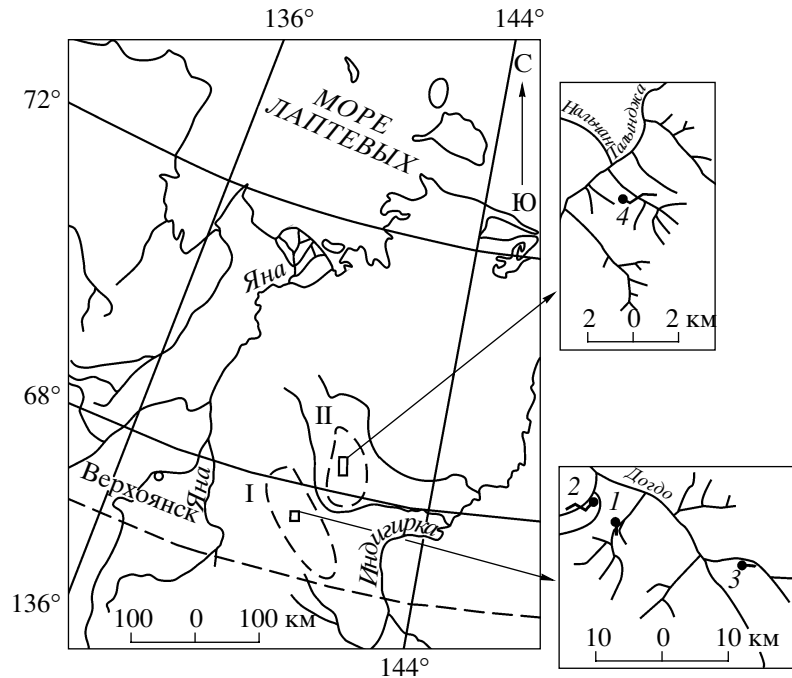 136°
144°
С
72°
МОРЕ
ЛАПТЕВЫХ
Ю
Яна
68°
II
I
Верхоянск
Яна
Индигирка
136°
100 0 100 км
144°
Нальчан
Талынджа
4
2 0 2 км
Догдо
2
1
3
10 0 10 км